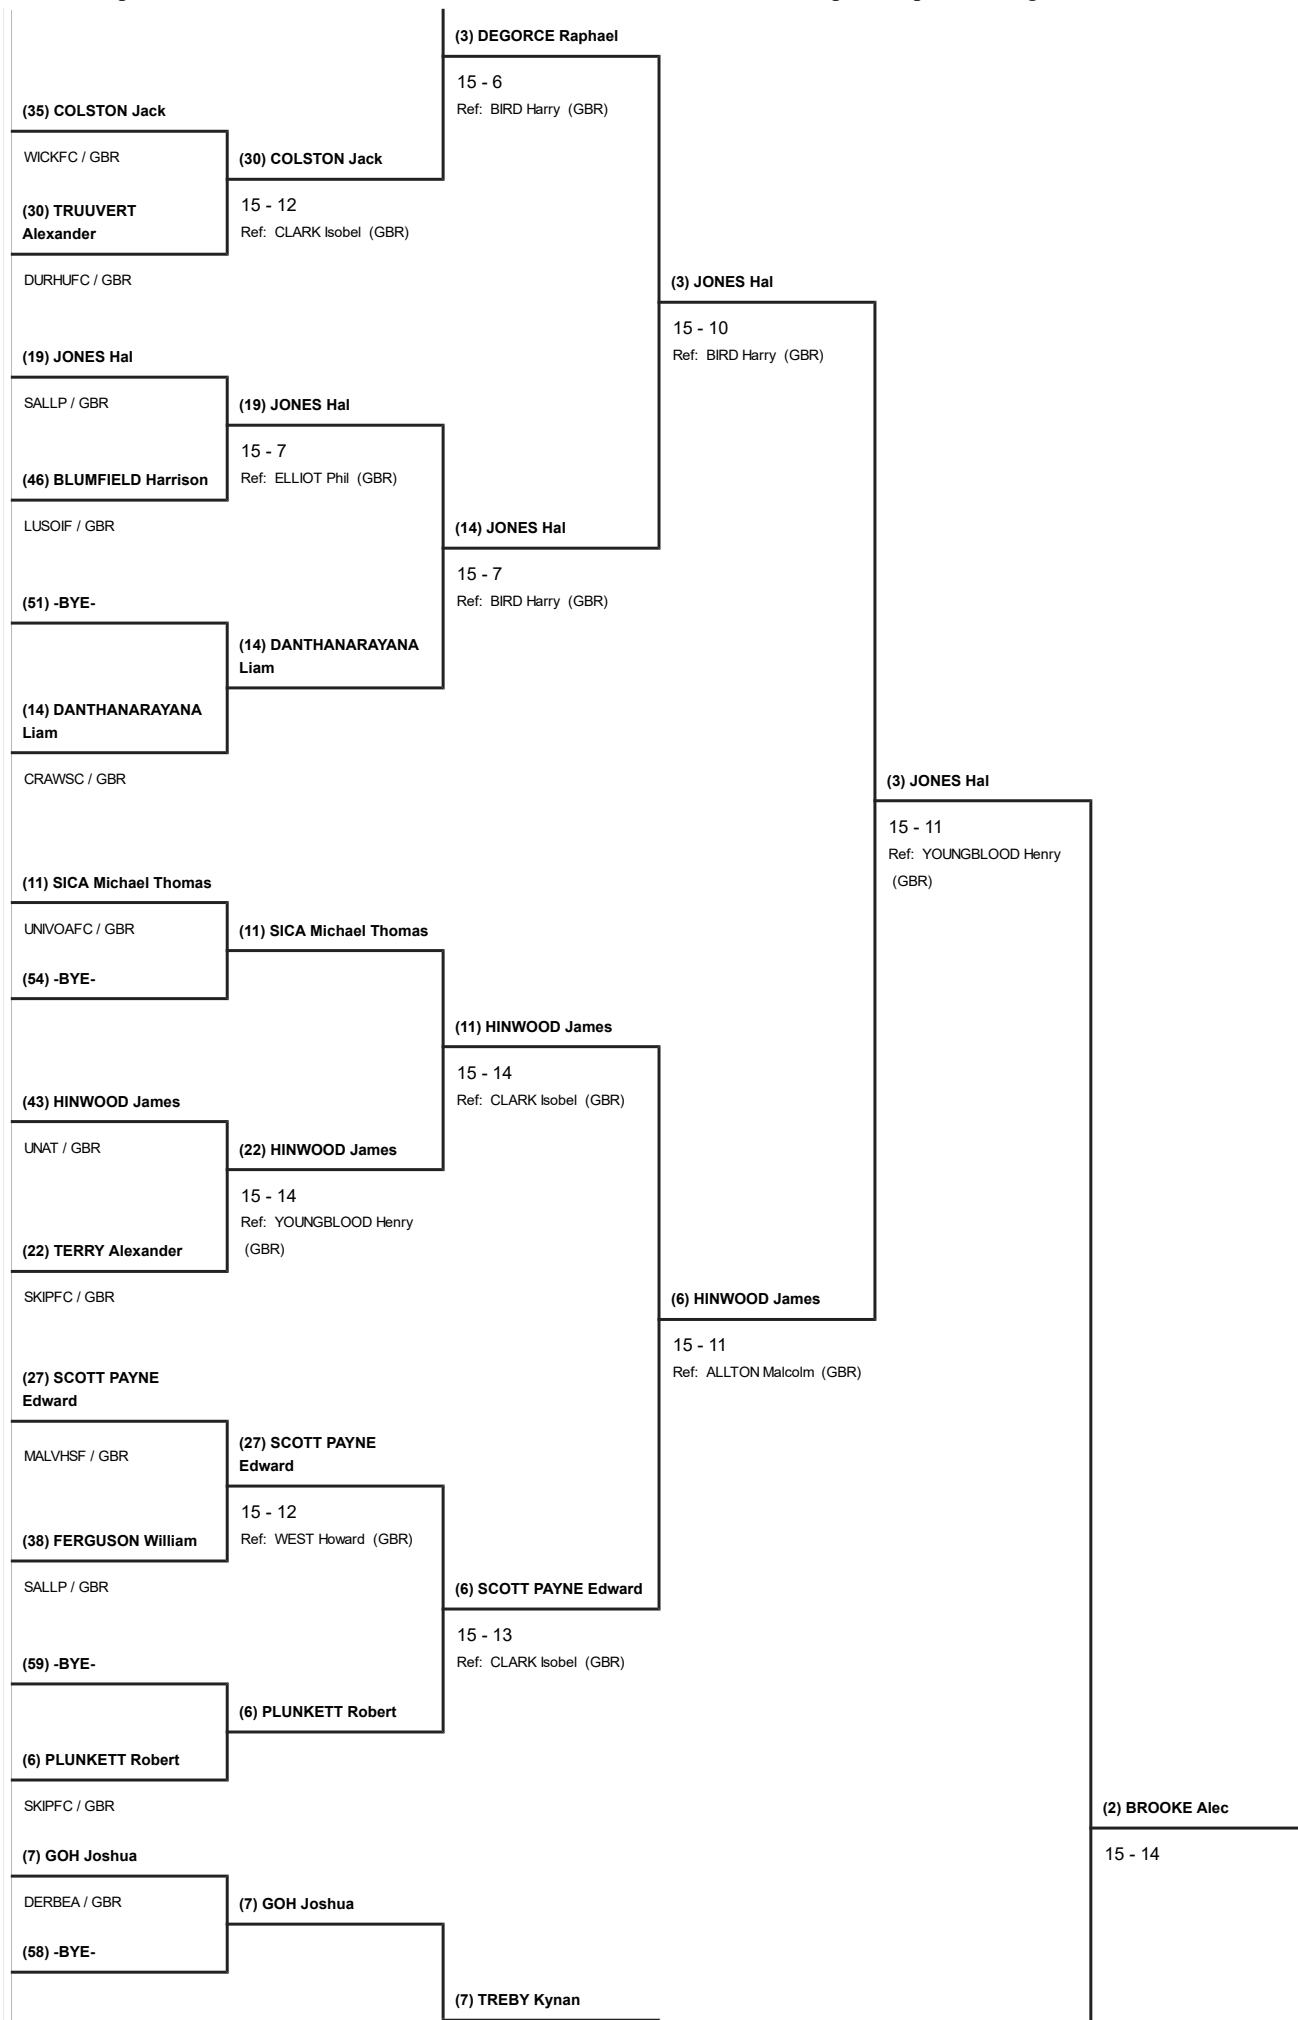 (3) DEGORCE Raphael
15 - 6
Ref: BIRD Harry (GBR)
(35) COLSTON Jack
WICKFC / GBR
(30) COLSTON Jack
15 - 12
Ref: CLARK Isobel (GBR)
(30) TRUUVERT
Alexander
DURHUFC / GBR
(3) JONES Hal
15 - 10
Ref: BIRD Harry (GBR)
(19) JONES Hal
SALLP / GBR
(19) JONES Hal
15 - 7
Ref: ELLIOT Phil (GBR)
(46) BLUMFIELD Harrison
LUSOIF / GBR
(14) JONES Hal
15 - 7
Ref: BIRD Harry (GBR)
(51) -BYE-
(14) DANTHANARAYANA
Liam
(14) DANTHANARAYANA
Liam
CRAWSC / GBR
(3) JONES Hal
15 - 11
Ref: YOUNGBLOOD Henry
(GBR)
(11) SICA Michael Thomas
UNIVOAFC / GBR
(11) SICA Michael Thomas
(54) -BYE-
(11) HINWOOD James
15 - 14
Ref: CLARK Isobel (GBR)
(43) HINWOOD James
UNAT / GBR
(22) HINWOOD James
15 - 14
Ref: YOUNGBLOOD Henry
(GBR)
(22) TERRY Alexander
SKIPFC / GBR
(6) HINWOOD James
15 - 11
Ref: ALLTON Malcolm (GBR)
(27) SCOTT PAYNE
Edward
MALVHSF / GBR
(27) SCOTT PAYNE
Edward
15 - 12
Ref: WEST Howard (GBR)
(38) FERGUSON William
SALLP / GBR
(6) SCOTT PAYNE Edward
15 - 13
Ref: CLARK Isobel (GBR)
(59) -BYE-
(6) PLUNKETT Robert
(6) PLUNKETT Robert
SKIPFC / GBR
(2) BROOKE Alec
15 - 14
(7) GOH Joshua
DERBEA / GBR
(7) GOH Joshua
(58) -BYE-
(7) TREBY Kynan